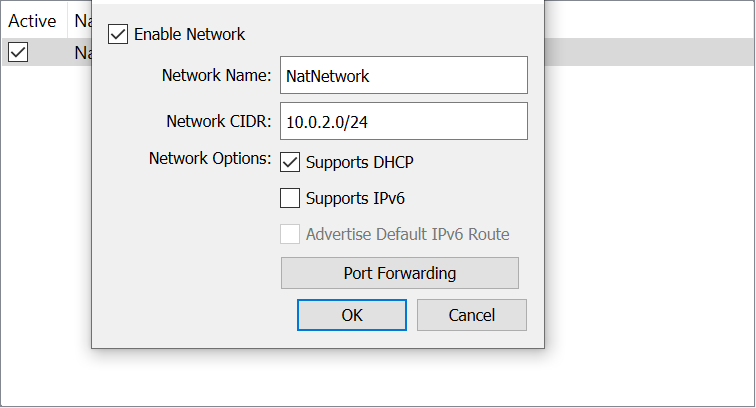 Active Na
Enable Network
Na
Network Name: NatNetwork
Network CIDR: 10.0.2.0/24
Network Options: Supports DHCP
Supports IPv6
Advertise Default IPv6 Route
Port Forwarding
OK Cancel